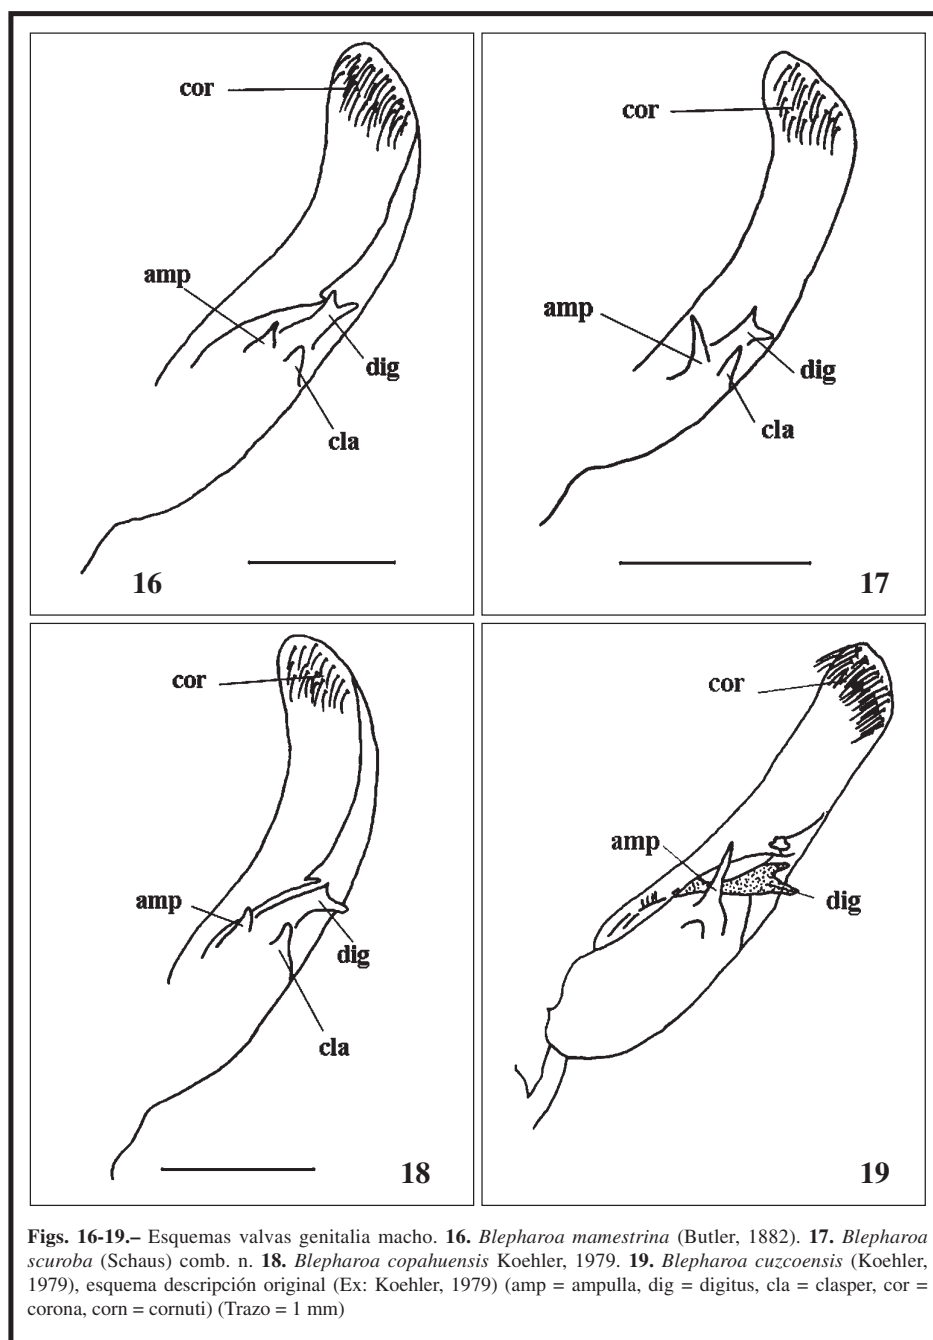 cor
amp
dig
cla
16
cor
amp
dig
cla
17
cor
amp
dig
cla
18
cor
amp
dig
19
Figs. 16-19.– Esquemas valvas genitalia macho. 16. Blepharoa mamestrina (Butler, 1882). 17. Blepharoa
scuroba (Schaus) comb. n. 18. Blepharoa copahuensis Koehler, 1979. 19. Blepharoa cuzcoensis (Koehler,
1979), esquema descripción original (Ex: Koehler, 1979) (amp = ampulla, dig = digitus, cla = clasper, cor =
corona, corn = cornuti) (Trazo = 1 mm)